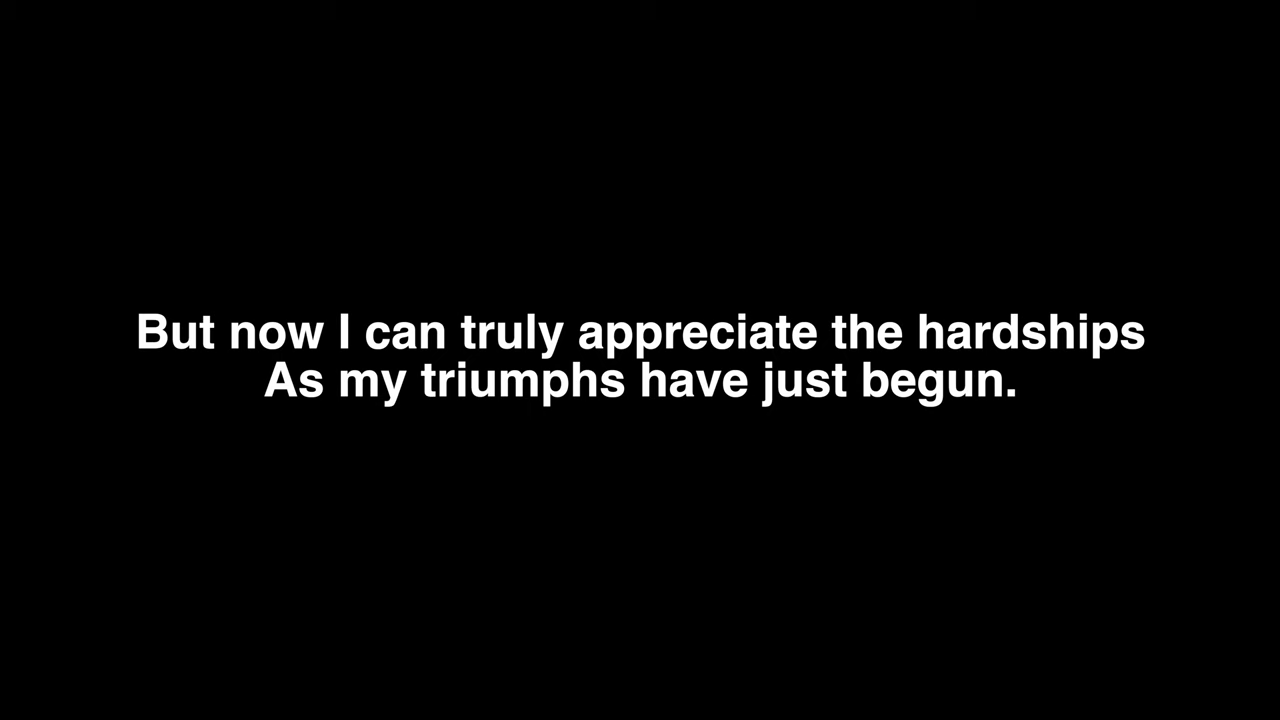 But now I can truly appreciate the hardships
As my triumphs have just begun.